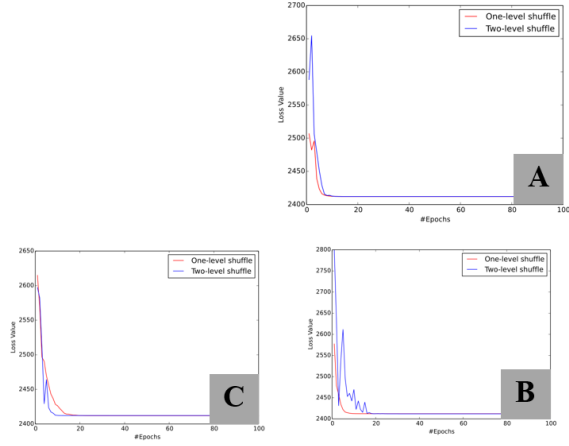 2700
2650
2600
2550
2500
2450
2400
Loss Value
One-level shuffle
Two-level shuffle
A
0 20 40 60 80 100
#Epochs
2650
2600
2550
2500
2450
2400
Loss Value
One-level shuffle
Two-level shuffle
C
0 20 40 60 80 100
#Epochs
2800
2750
2700
2650
2600
2550
2500
2450
2400
Loss Value
One-level shuffle
Two-level shuffle
B
0 20 40 60 80 100
#Epochs